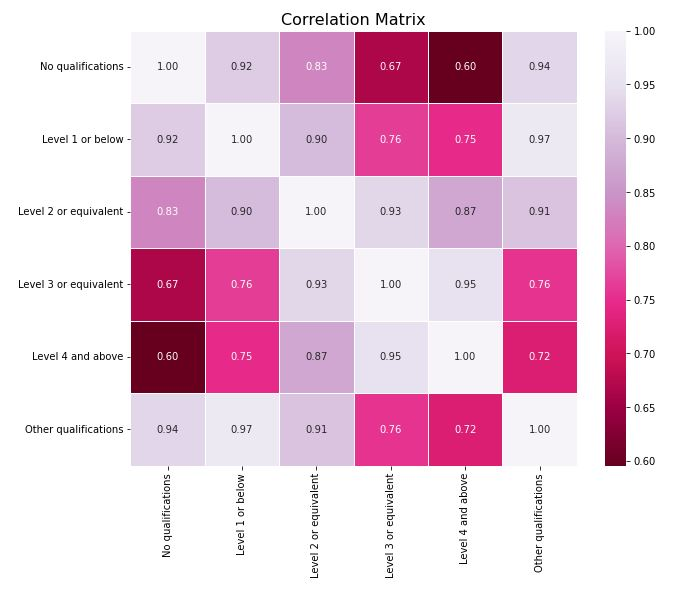 Correlation Matrix
No qualifications 1.00 0.92 0.83 0.67 0.60 0.94
Level 1 or below 0.92 1.00 0.90 0.76 0.75 0.97
Level 2 or equivalent 0.83 0.90 1.00 0.93 0.87 0.91
Level 3 or equivalent 0.67 0.76 0.93 1.00 0.95 0.76
Level 4 and above 0.60 0.75 0.87 0.95 1.00 0.72
Other qualifications 0.94 0.97 0.91 0.76 0.72 1.00
No qualifications
Level 1 or below
Level 2 or equivalent
Level 3 or equivalent
Level 4 and above
Other qualifications
1.00
0.95
0.90
0.85
0.80
0.75
0.70
0.65
0.60